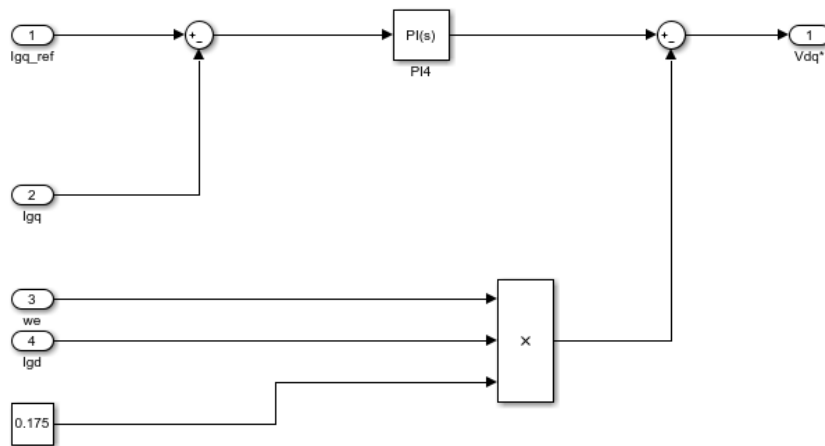 1
Igq_ref
+
−
PI(s)
PI4
+
−
1
Vdq*
2
Igq
3
we
4
Igd
×
0.175